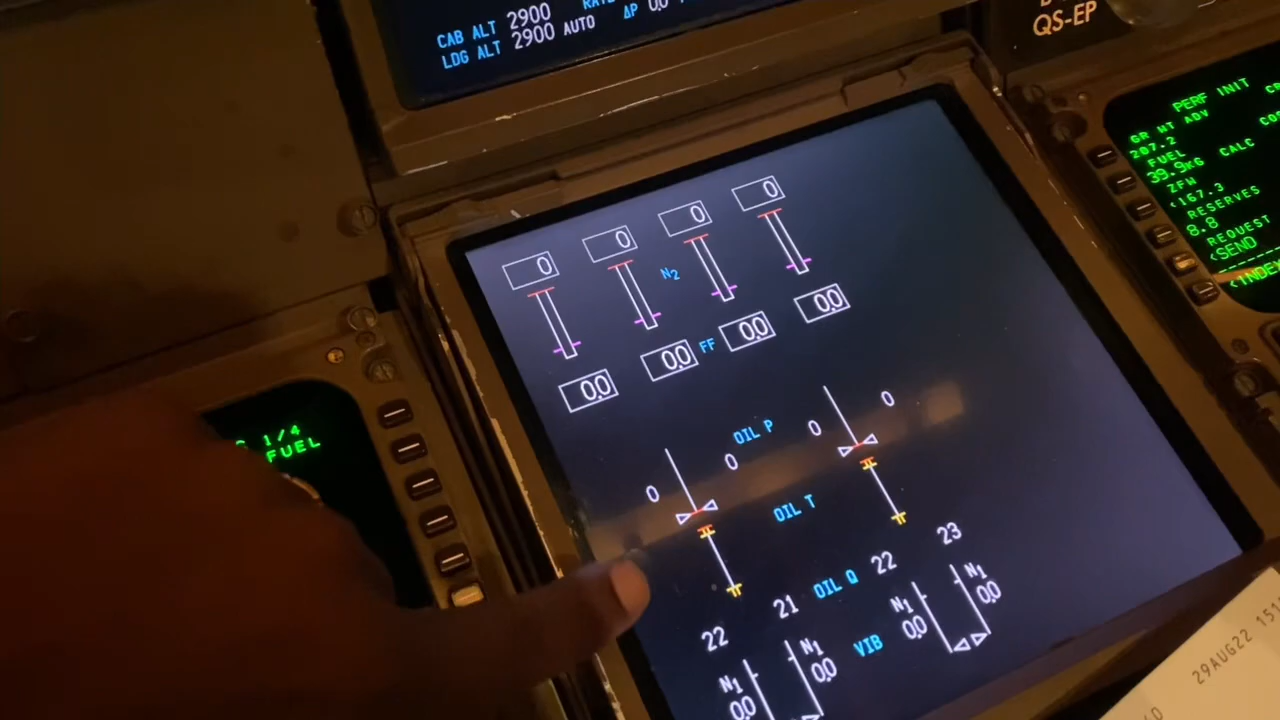 CAB ALT 2900
LDG ALT 2900 AUTO
ΔP
QS-EP
PERF INIT
GR WT ADV
207.2
FUEL
39.9KG CALC
ZFW
<167.3
RESERVES
8.8
REQUEST
<SEND
<INDEX
0 0 N2 0 0
0.0 0.0 FF 0.0 0.0
1/4
FUEL
0 0 OIL P 0 0
OIL T
22 21 OIL Q 22 23
N1 N1 VIB N1 N1
0.0 0.0 0.0 0.0
29AUG22 151